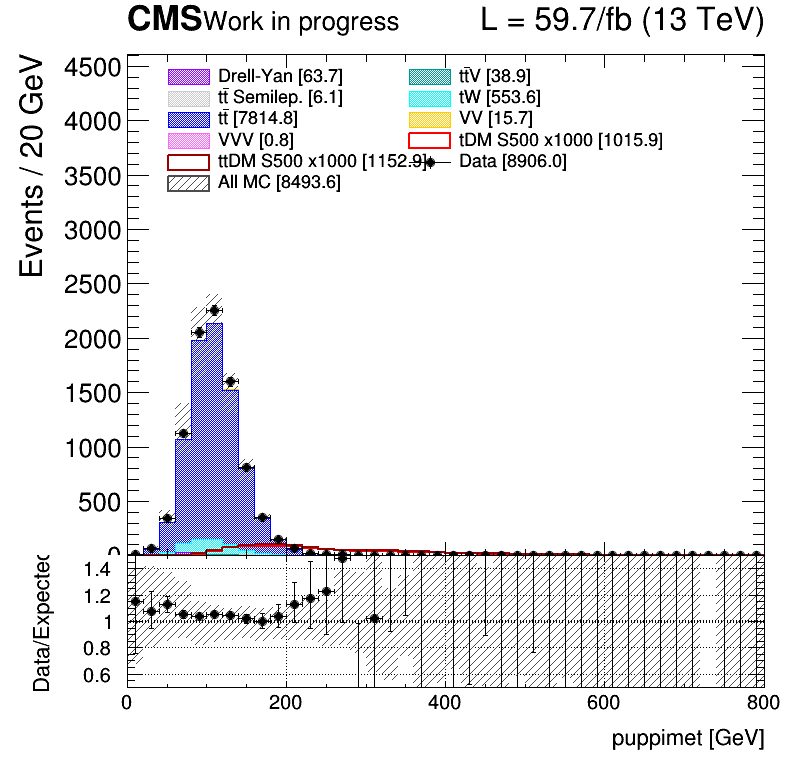 CMS Work in progress L = 59.7/fb (13 TeV)
Events / 20 GeV
Drell-Yan [63.7]
tt̄V [38.9]
tt̄ Semilep. [6.1]
tW [553.6]
tt̄ [7814.8]
VV [15.7]
VVV [0.8]
tDM S500 x1000 [1015.9]
ttDM S500 x1000 [1152.9]
Data [8906.0]
All MC [8493.6]
4500
4000
3500
3000
2500
2000
1500
1000
500
0
Data/Expected
1.4
1.2
1
0.8
0.6
0 200 400 600 800
puppimet [GeV]